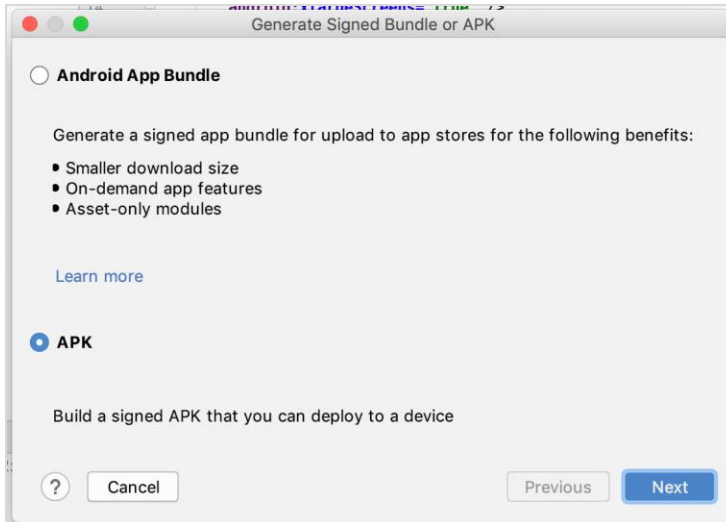 Generate Signed Bundle or APK
Android App Bundle
Generate a signed app bundle for upload to app stores for the following benefits:
• Smaller download size
• On-demand app features
• Asset-only modules
Learn more
APK
Build a signed APK that you can deploy to a device
? Cancel Previous Next